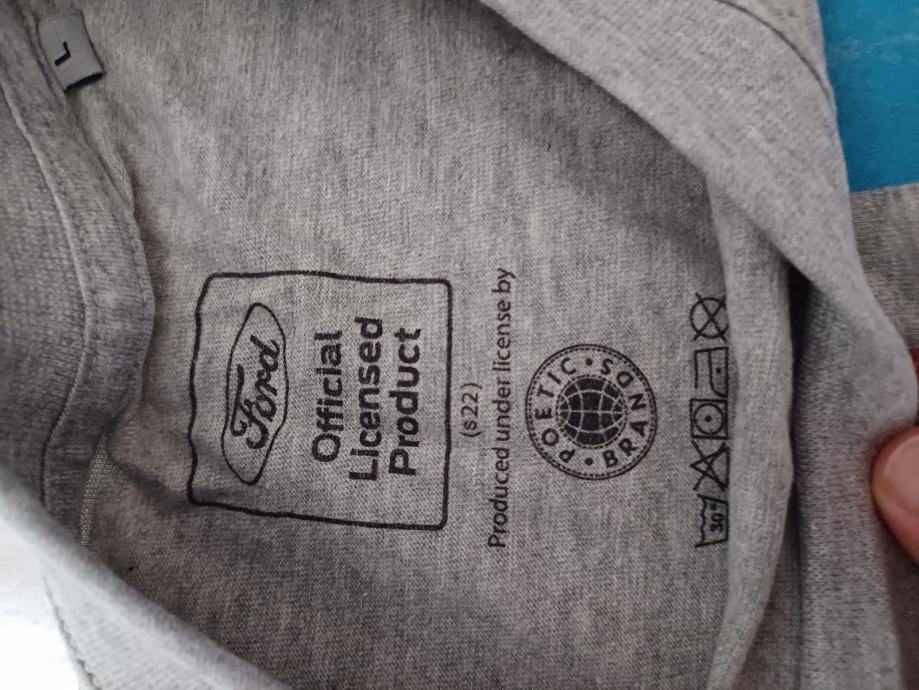 L
Ford
Official
Licensed
Product
(s22)
Produced under license by
POETIC • BRANDS •
30°